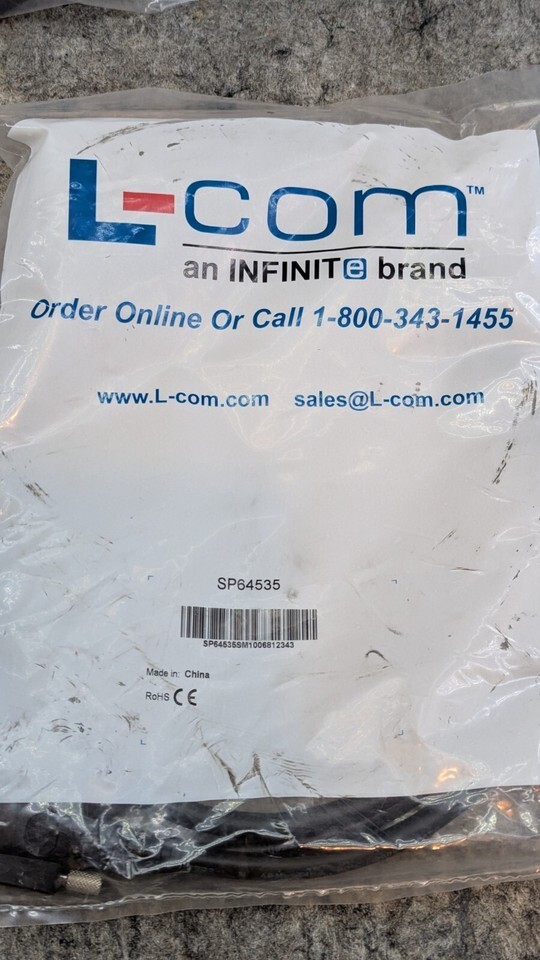 L-com™
an INFINITe brand
Order Online Or Call 1-800-343-1455
www.L-com.com sales@L-com.com
SP64535
SP64535SM1006812343
Made in: China
RoHS CE